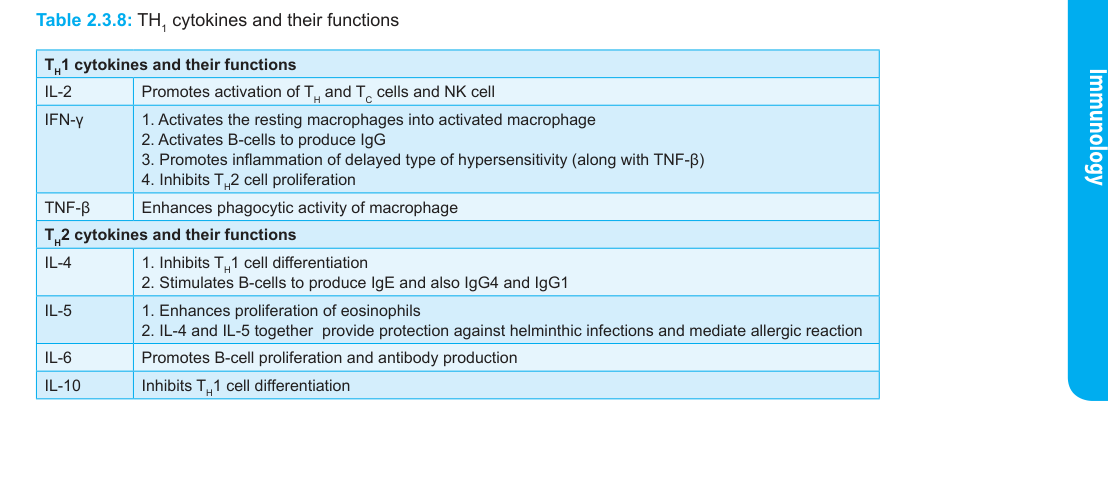 Table 2.3.8: TH1 cytokines and their functions
TH1 cytokines and their functions
IL-2 Promotes activation of TH and TC cells and NK cell
IFN-γ 1. Activates the resting macrophages into activated macrophage
2. Activates B-cells to produce IgG
3. Promotes inflammation of delayed type of hypersensitivity (along with TNF-β)
4. Inhibits TH2 cell proliferation
TNF-β Enhances phagocytic activity of macrophage
TH2 cytokines and their functions
IL-4 1. Inhibits TH1 cell differentiation
2. Stimulates B-cells to produce IgE and also IgG4 and IgG1
IL-5 1. Enhances proliferation of eosinophils
2. IL-4 and IL-5 together provide protection against helminthic infections and mediate allergic reaction
IL-6 Promotes B-cell proliferation and antibody production
IL-10 Inhibits TH1 cell differentiation
Immunology